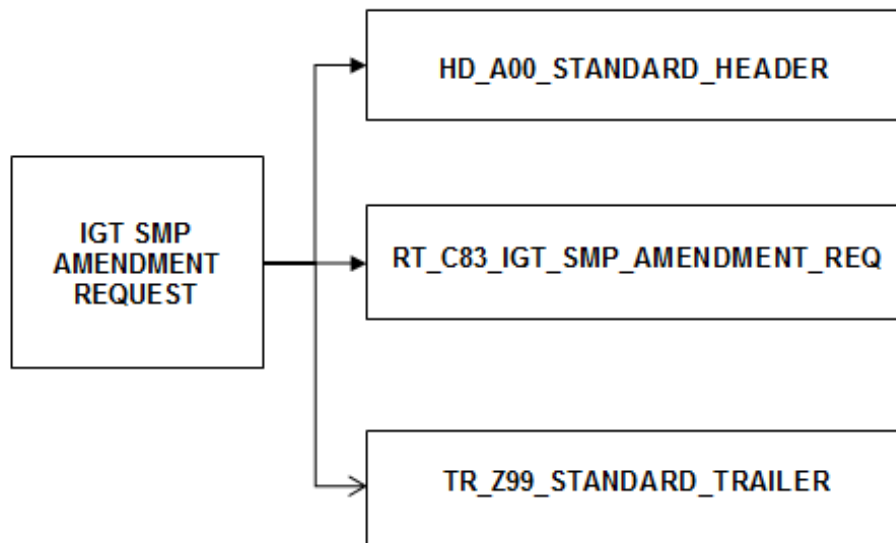 HD_A00_STANDARD_HEADER
IGT SMP
AMENDMENT
REQUEST
RT_C83_IGT_SMP_AMENDMENT_REQ
TR_Z99_STANDARD_TRAILER